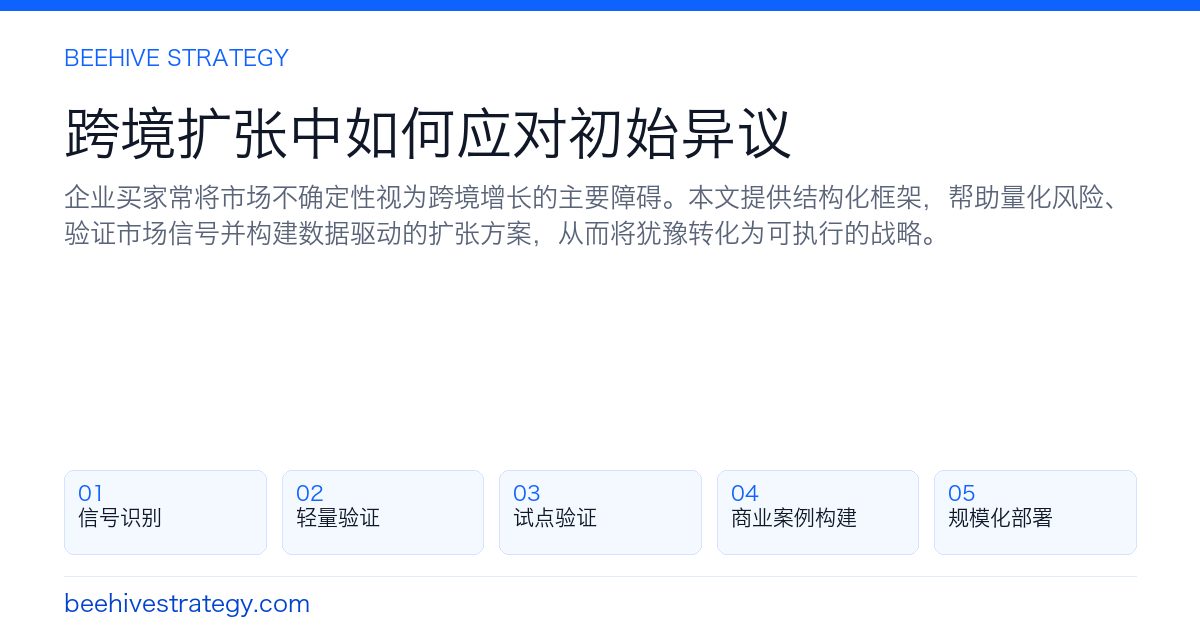 BEEHIVE STRATEGY
跨境扩张中如何应对初始异议
企业买家常将市场不确定性视为跨境增长的主要障碍。本文提供结构化框架，帮助量化风险、
验证市场信号并构建数据驱动的扩张方案，从而将犹豫转化为可执行的战略。
01
信号识别
02
轻量验证
03
试点验证
04
商业案例构建
05
规模化部署
beehivestrategy.com